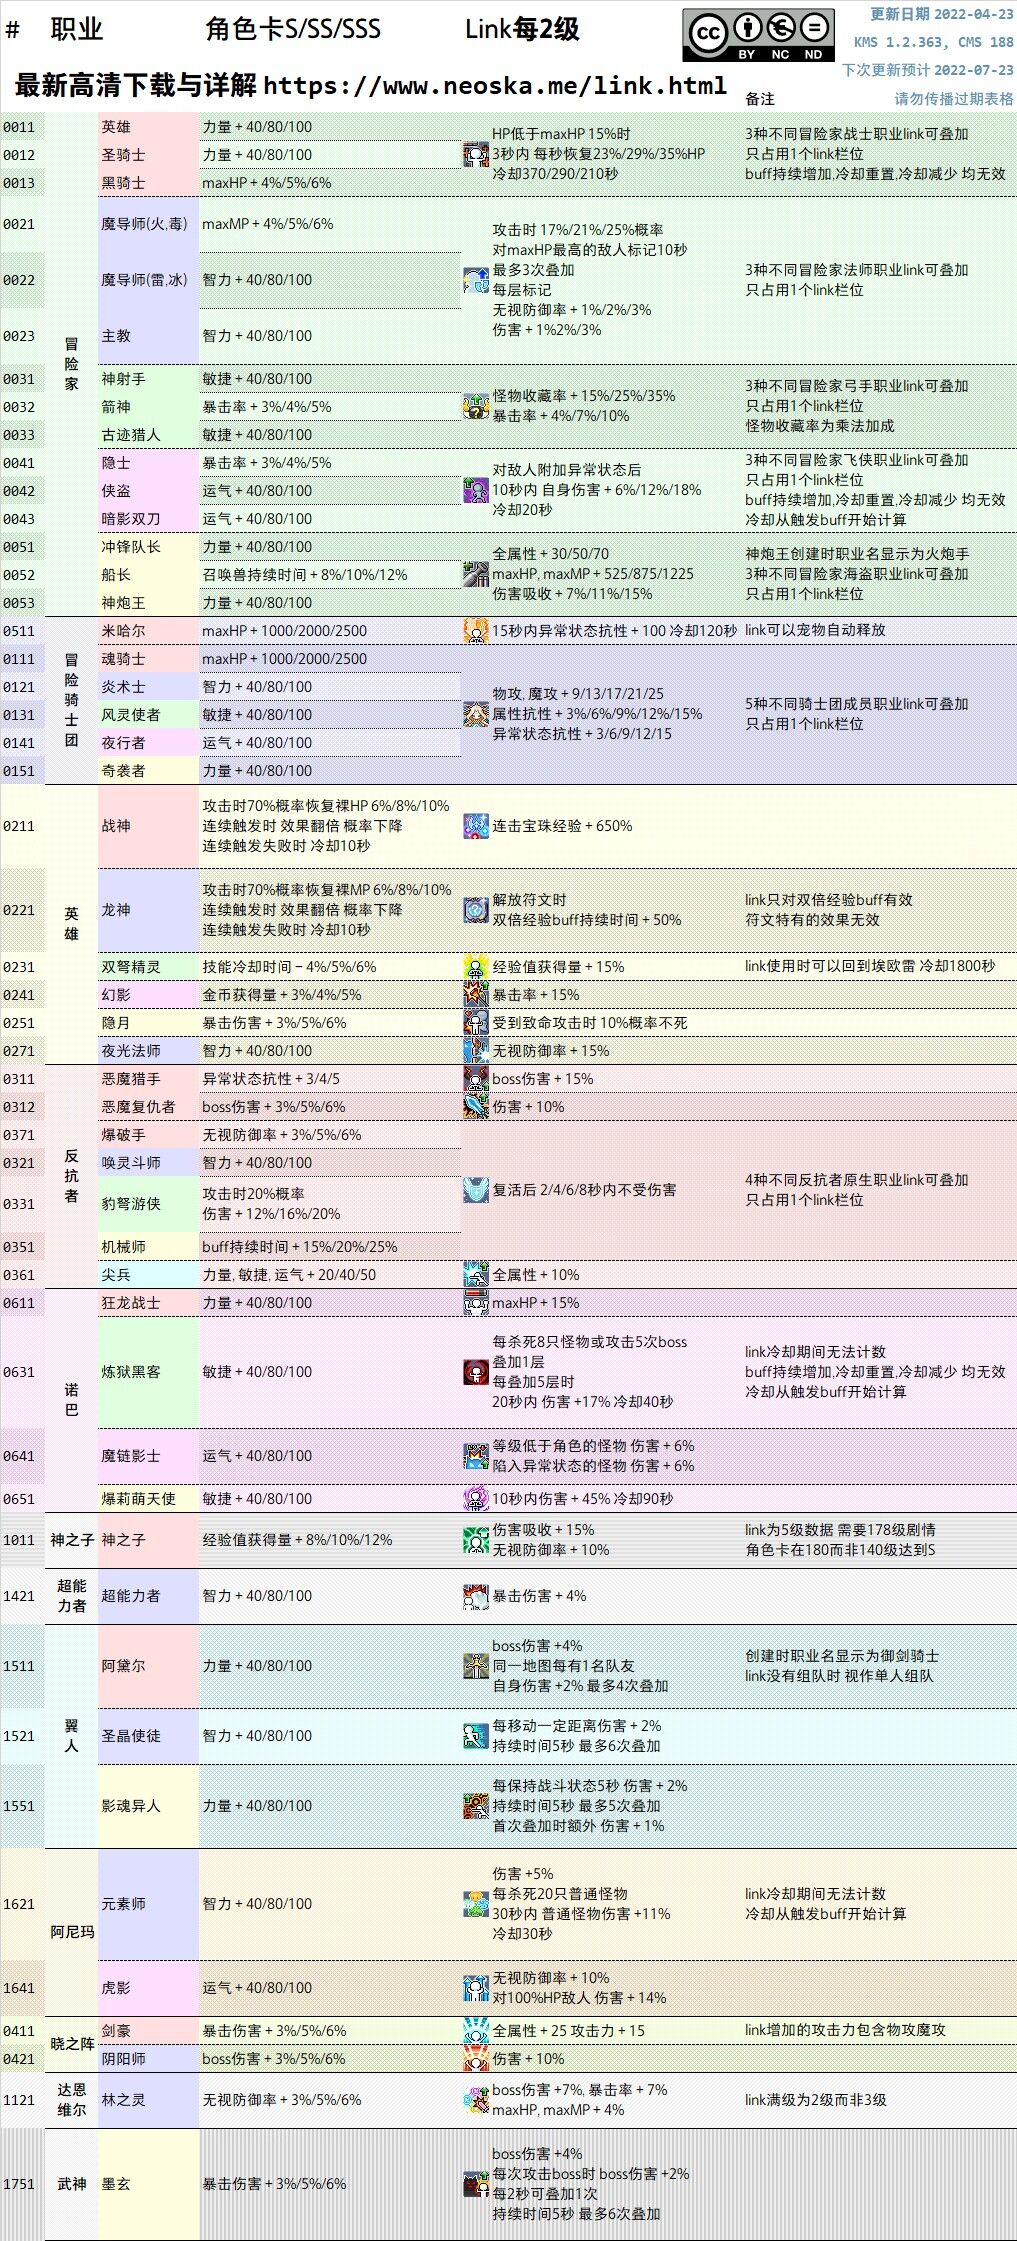 # 职业 角色卡S/SS/SSS Link每2级
CC BY NC ND
更新日期 2022-04-23
KMS 1.2.363, CMS 188
下次更新预计 2022-07-23
最新高清下载与详解 https://www.neoska.me/link.html
备注 请勿传播过期表格
冒险家
0011 英雄 力量 + 40/80/100
0012 圣骑士 力量 + 40/80/100
0013 黑骑士 maxHP + 4%/5%/6%
HP低于maxHP 15%时
3秒内 每秒恢复23%/29%/35%HP
冷却370/290/210秒
3种不同冒险家战士职业link可叠加
只占用1个link栏位
buff持续增加,冷却重置,冷却减少 均无效
0021 魔导师(火,毒) maxMP + 4%/5%/6%
0022 魔导师(雷,冰) 智力 + 40/80/100
0023 主教 智力 + 40/80/100
攻击时 17%/21%/25%概率
对maxHP最高的敌人标记10秒
最多3次叠加
每层标记
无视防御率 + 1%/2%/3%
伤害 + 1%2%/3%
3种不同冒险家法师职业link可叠加
只占用1个link栏位
0031 神射手 敏捷 + 40/80/100
0032 箭神 暴击率 + 3%/4%/5%
0033 古迹猎人 敏捷 + 40/80/100
怪物收藏率 + 15%/25%/35%
暴击率 + 4%/7%/10%
3种不同冒险家弓手职业link可叠加
只占用1个link栏位
怪物收藏率为乘法加成
0041 隐士 暴击率 + 3%/4%/5%
0042 侠盗 运气 + 40/80/100
0043 暗影双刀 运气 + 40/80/100
对敌人附加异常状态后
10秒内 自身伤害 + 6%/12%/18%
冷却20秒
3种不同冒险家飞侠职业link可叠加
只占用1个link栏位
buff持续增加,冷却重置,冷却减少 均无效
冷却从触发buff开始计算
0051 冲锋队长 力量 + 40/80/100
0052 船长 召唤兽持续时间 + 8%/10%/12%
0053 神炮王 力量 + 40/80/100
全属性 + 30/50/70
maxHP, maxMP + 525/875/1225
伤害吸收 + 7%/11%/15%
神炮王创建时职业名显示为火炮手
3种不同冒险家海盗职业link可叠加
只占用1个link栏位
冒险骑士团
0511 米哈尔 maxHP + 1000/2000/2500 15秒内异常状态抗性 + 100 冷却120秒 link可以宠物自动释放
0111 魂骑士 maxHP + 1000/2000/2500
0121 炎术士 智力 + 40/80/100
0131 风灵使者 敏捷 + 40/80/100
0141 夜行者 运气 + 40/80/100
0151 奇袭者 力量 + 40/80/100
物攻, 魔攻 + 9/13/17/21/25
属性抗性 + 3%/6%/9%/12%/15%
异常状态抗性 + 3/6/9/12/15
5种不同骑士团成员职业link可叠加
只占用1个link栏位
英雄
0211 战神
攻击时70%概率恢复裸HP 6%/8%/10%
连续触发时 效果翻倍 概率下降
连续触发失败时 冷却10秒
连击宝珠经验 + 650%
0221 龙神
攻击时70%概率恢复裸MP 6%/8%/10%
连续触发时 效果翻倍 概率下降
连续触发失败时 冷却10秒
解放符文时
双倍经验buff持续时间 + 50%
link只对双倍经验buff有效
符文特有的效果无效
0231 双弩精灵 技能冷却时间 − 4%/5%/6% 经验值获得量 + 15% link使用时可以回到埃欧雷 冷却1800秒
0241 幻影 金币获得量 + 3%/4%/5% 暴击率 + 15%
0251 隐月 暴击伤害 + 3%/5%/6% 受到致命攻击时 10%概率不死
0271 夜光法师 智力 + 40/80/100 无视防御率 + 15%
反抗者
0311 恶魔猎手 异常状态抗性 + 3/4/5 boss伤害 + 15%
0312 恶魔复仇者 boss伤害 + 3%/5%/6% 伤害 + 10%
0371 爆破手 无视防御率 + 3%/5%/6%
0321 唤灵斗师 智力 + 40/80/100
0331 豹弩游侠
攻击时20%概率
伤害 + 12%/16%/20%
0351 机械师 buff持续时间 + 15%/20%/25%
复活后 2/4/6/8秒内不受伤害
4种不同反抗者原生职业link可叠加
只占用1个link栏位
0361 尖兵 力量, 敏捷, 运气 + 20/40/50 全属性 + 10%
诺巴
0611 狂龙战士 力量 + 40/80/100 maxHP + 15%
0631 炼狱黑客 敏捷 + 40/80/100
每杀死8只怪物或攻击5次boss
叠加1层
每叠加5层时
20秒内 伤害 +17% 冷却40秒
link冷却期间无法计数
buff持续增加,冷却重置,冷却减少 均无效
冷却从触发buff开始计算
0641 魔链影士 运气 + 40/80/100
等级低于角色的怪物 伤害 + 6%
陷入异常状态的怪物 伤害 + 6%
0651 爆莉萌天使 敏捷 + 40/80/100 10秒内伤害 + 45% 冷却90秒
1011 神之子 神之子 经验值获得量 + 8%/10%/12%
伤害吸收 + 15%
无视防御率 + 10%
link为5级数据 需要178级剧情
角色卡在180而非140级达到S
1421 超能力者 超能力者 智力 + 40/80/100 暴击伤害 + 4%
翼人
1511 阿黛尔 力量 + 40/80/100
boss伤害 +4%
同一地图每有1名队友
自身伤害 +2% 最多4次叠加
创建时职业名显示为御剑骑士
link没有组队时 视作单人组队
1521 圣晶使徒 智力 + 40/80/100
每移动一定距离伤害 + 2%
持续时间5秒 最多6次叠加
1551 影魂异人 力量 + 40/80/100
每保持战斗状态5秒 伤害 + 2%
持续时间5秒 最多5次叠加
首次叠加时额外 伤害 + 1%
阿尼玛
1621 元素师 智力 + 40/80/100
伤害 +5%
每杀死20只普通怪物
30秒内 普通怪物伤害 +11%
冷却30秒
link冷却期间无法计数
冷却从触发buff开始计算
1641 虎影 运气 + 40/80/100
无视防御率 + 10%
对100%HP敌人 伤害 + 14%
晓之阵
0411 剑豪 暴击伤害 + 3%/5%/6% 全属性 + 25 攻击力 + 15 link增加的攻击力包含物攻魔攻
0421 阴阳师 boss伤害 + 3%/5%/6% 伤害 + 10%
1121 达恩维尔 林之灵 无视防御率 + 3%/5%/6%
boss伤害 +7%, 暴击率 + 7%
maxHP, maxMP + 4%
link满级为2级而非3级
1751 武神 墨玄 暴击伤害 + 3%/5%/6%
boss伤害 +4%
每次攻击boss时 boss伤害 +2%
每2秒可叠加1次
持续时间5秒 最多6次叠加